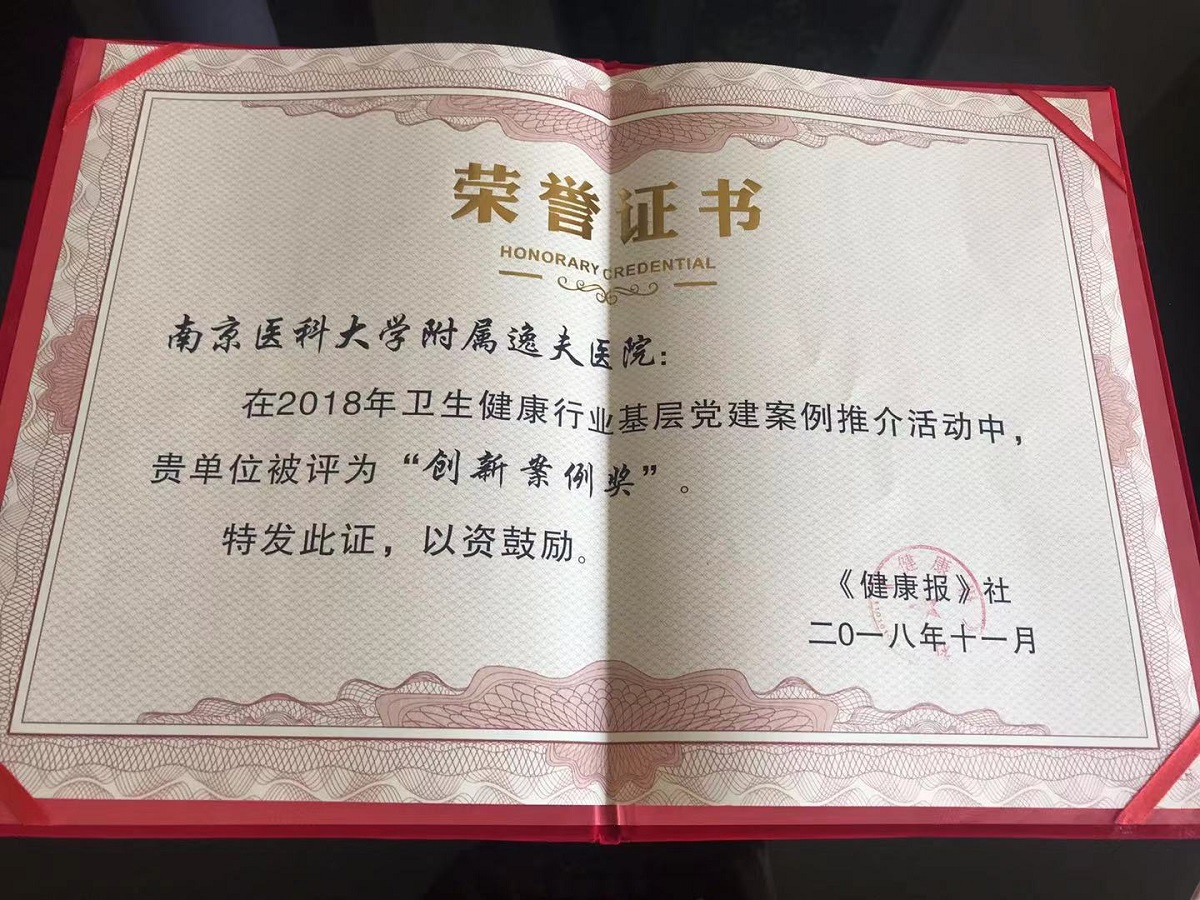 荣誉证书
HONORARY CREDENTIAL
南京医科大学附属逸夫医院：
在2018年卫生健康行业基层党建案例推介活动中，
贵单位被评为“创新案例奖”。
特发此证，以资鼓励。
《健康报》社
二0一八年十一月